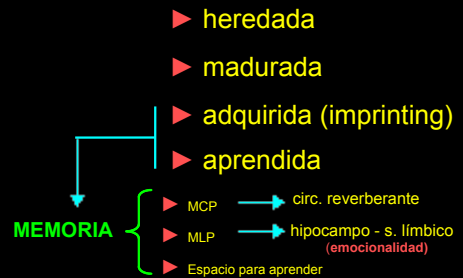 heredada
madurada
adquirida (imprinting)
aprendida
MCP
circ. reverberante
MEMORIA
MLP
hipocampo - s. límbico
(emocionalidad)
Espacio para aprender